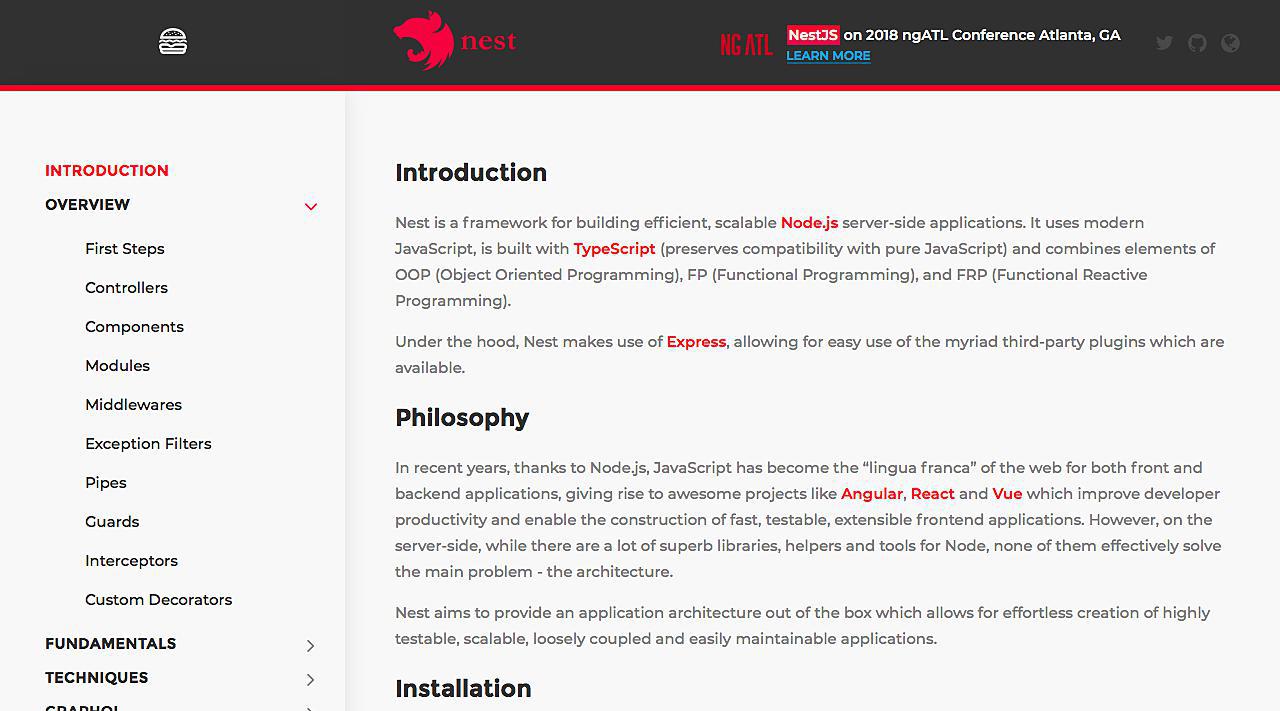 nest
NG ATL
NestJS on 2018 ngATL Conference Atlanta, GA
LEARN MORE
INTRODUCTION
OVERVIEW
First Steps
Controllers
Components
Modules
Middlewares
Exception Filters
Pipes
Guards
Interceptors
Custom Decorators
FUNDAMENTALS
TECHNIQUES
Introduction
Nest is a framework for building efficient, scalable Node.js server-side applications. It uses modern
JavaScript, is built with TypeScript (preserves compatibility with pure JavaScript) and combines elements of
OOP (Object Oriented Programming), FP (Functional Programming), and FRP (Functional Reactive
Programming).
Under the hood, Nest makes use of Express, allowing for easy use of the myriad third-party plugins which are
available.
Philosophy
In recent years, thanks to Node.js, JavaScript has become the “lingua franca” of the web for both front and
backend applications, giving rise to awesome projects like Angular, React and Vue which improve developer
productivity and enable the construction of fast, testable, extensible frontend applications. However, on the
server-side, while there are a lot of superb libraries, helpers and tools for Node, none of them effectively solve
the main problem - the architecture.
Nest aims to provide an application architecture out of the box which allows for effortless creation of highly
testable, scalable, loosely coupled and easily maintainable applications.
Installation